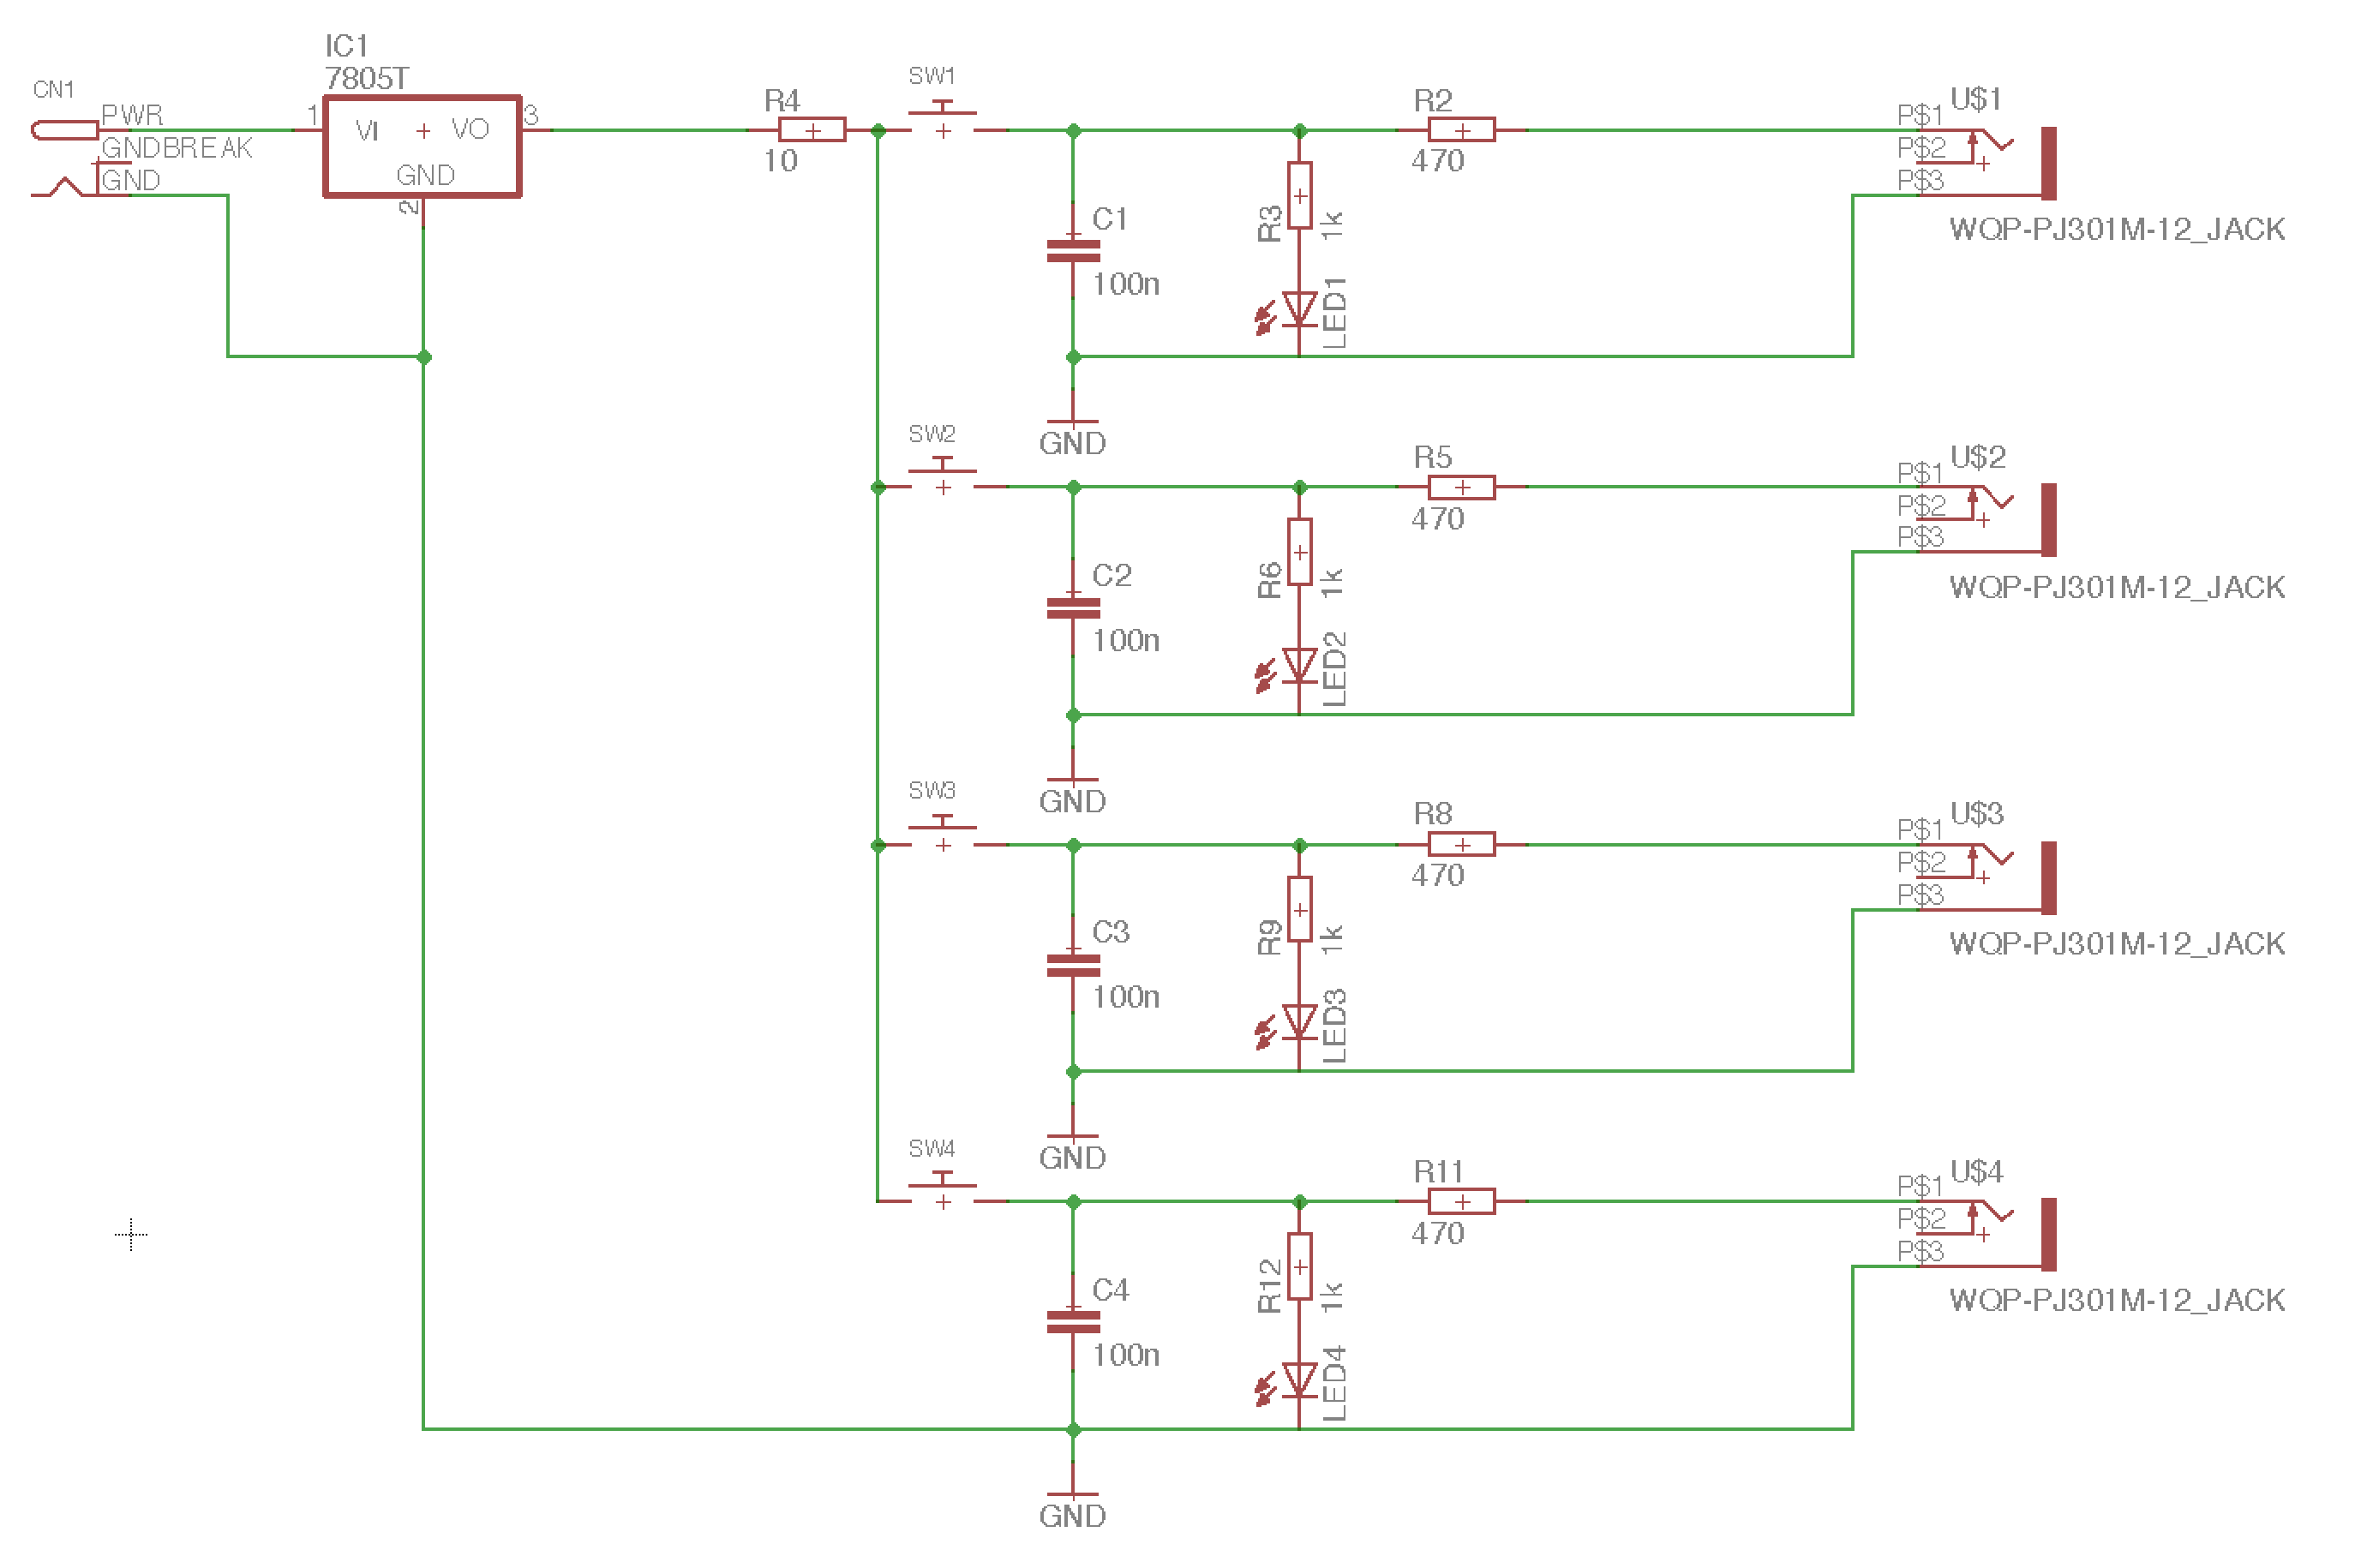 IC1
7805T
CN1
PWR
GNDBREAK
GND
1
VI
VO
3
GND
2
R4
10
SW1
C1
100n
R3
1k
LED1
R2
470
P$1
P$2
P$3
U$1
WQP-PJ301M-12_JACK
GND
SW2
C2
100n
R6
1k
LED2
R5
470
P$1
P$2
P$3
U$2
WQP-PJ301M-12_JACK
GND
SW3
C3
100n
R9
1k
LED3
R8
470
P$1
P$2
P$3
U$3
WQP-PJ301M-12_JACK
GND
SW4
C4
100n
R12
1k
LED4
R11
470
P$1
P$2
P$3
U$4
WQP-PJ301M-12_JACK
GND